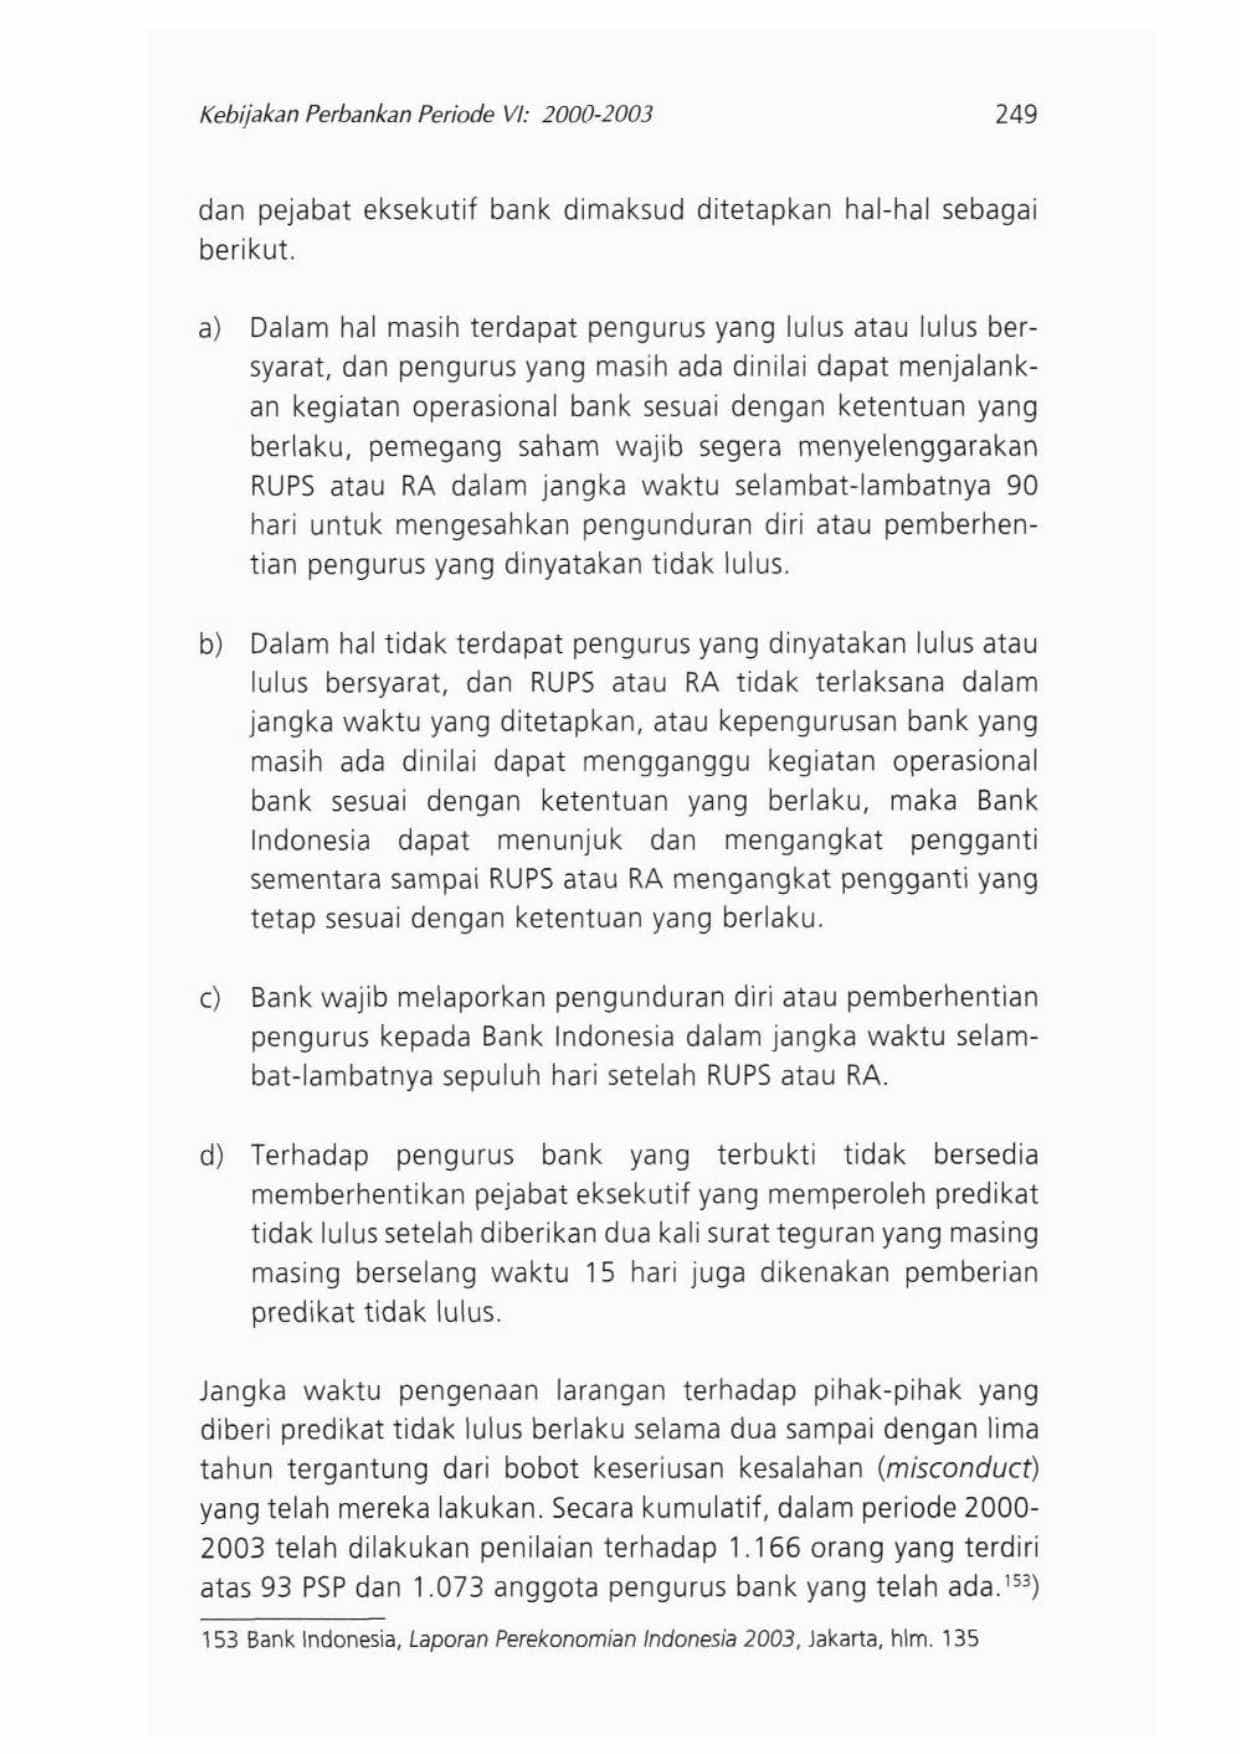 Kebijakan Perbankan Periode VI: 2000-2003 249
dan pejabat eksekutif bank dimaksud ditetapkan hal-hal sebagai
berikut.
a) Dalam hal masih terdapat pengurus yang lulus atau lulus ber-
syarat, dan pengurus yang masih ada dinilai dapat menjalank-
an kegiatan operasional bank sesuai dengan ketentuan yang
berlaku, pemegang saham wajib segera menyelenggarakan
RUPS atau RA dalam jangka waktu selambat-lambatnya 90
hari untuk mengesahkan pengunduran diri atau pemberhen-
tian pengurus yang dinyatakan tidak lulus.
b) Dalam hal tidak terdapat pengurus yang dinyatakan lulus atau
lulus bersyarat, dan RUPS atau RA tidak terlaksana dalam
jangka waktu yang ditetapkan, atau kepengurusan bank yang
masih ada dinilai dapat mengganggu kegiatan operasional
bank sesuai dengan ketentuan yang berlaku, maka Bank
Indonesia dapat menunjuk dan mengangkat pengganti
sementara sampai RUPS atau RA mengangkat pengganti yang
tetap sesuai dengan ketentuan yang berlaku.
c) Bank wajib melaporkan pengunduran diri atau pemberhentian
pengurus kepada Bank Indonesia dalam jangka waktu selam-
bat-lambatnya sepuluh hari setelah RUPS atau RA.
d) Terhadap pengurus bank yang terbukti tidak bersedia
memberhentikan pejabat eksekutif yang memperoleh predikat
tidak lulus setelah diberikan dua kali surat teguran yang masing
masing berselang waktu 15 hari juga dikenakan pemberian
predikat tidak lulus.
Jangka waktu pengenaan larangan terhadap pihak-pihak yang
diberi predikat tidak lulus berlaku selama dua sampai dengan lima
tahun tergantung dari bobot keseriusan kesalahan (misconduct)
yang telah mereka lakukan. Secara kumulatif, dalam periode 2000-
2003 telah dilakukan penilaian terhadap 1.166 orang yang terdiri
atas 93 PSP dan 1.073 anggota pengurus bank yang telah ada.153)
153 Bank Indonesia, Laporan Perekonomian Indonesia 2003, Jakarta, hlm. 135